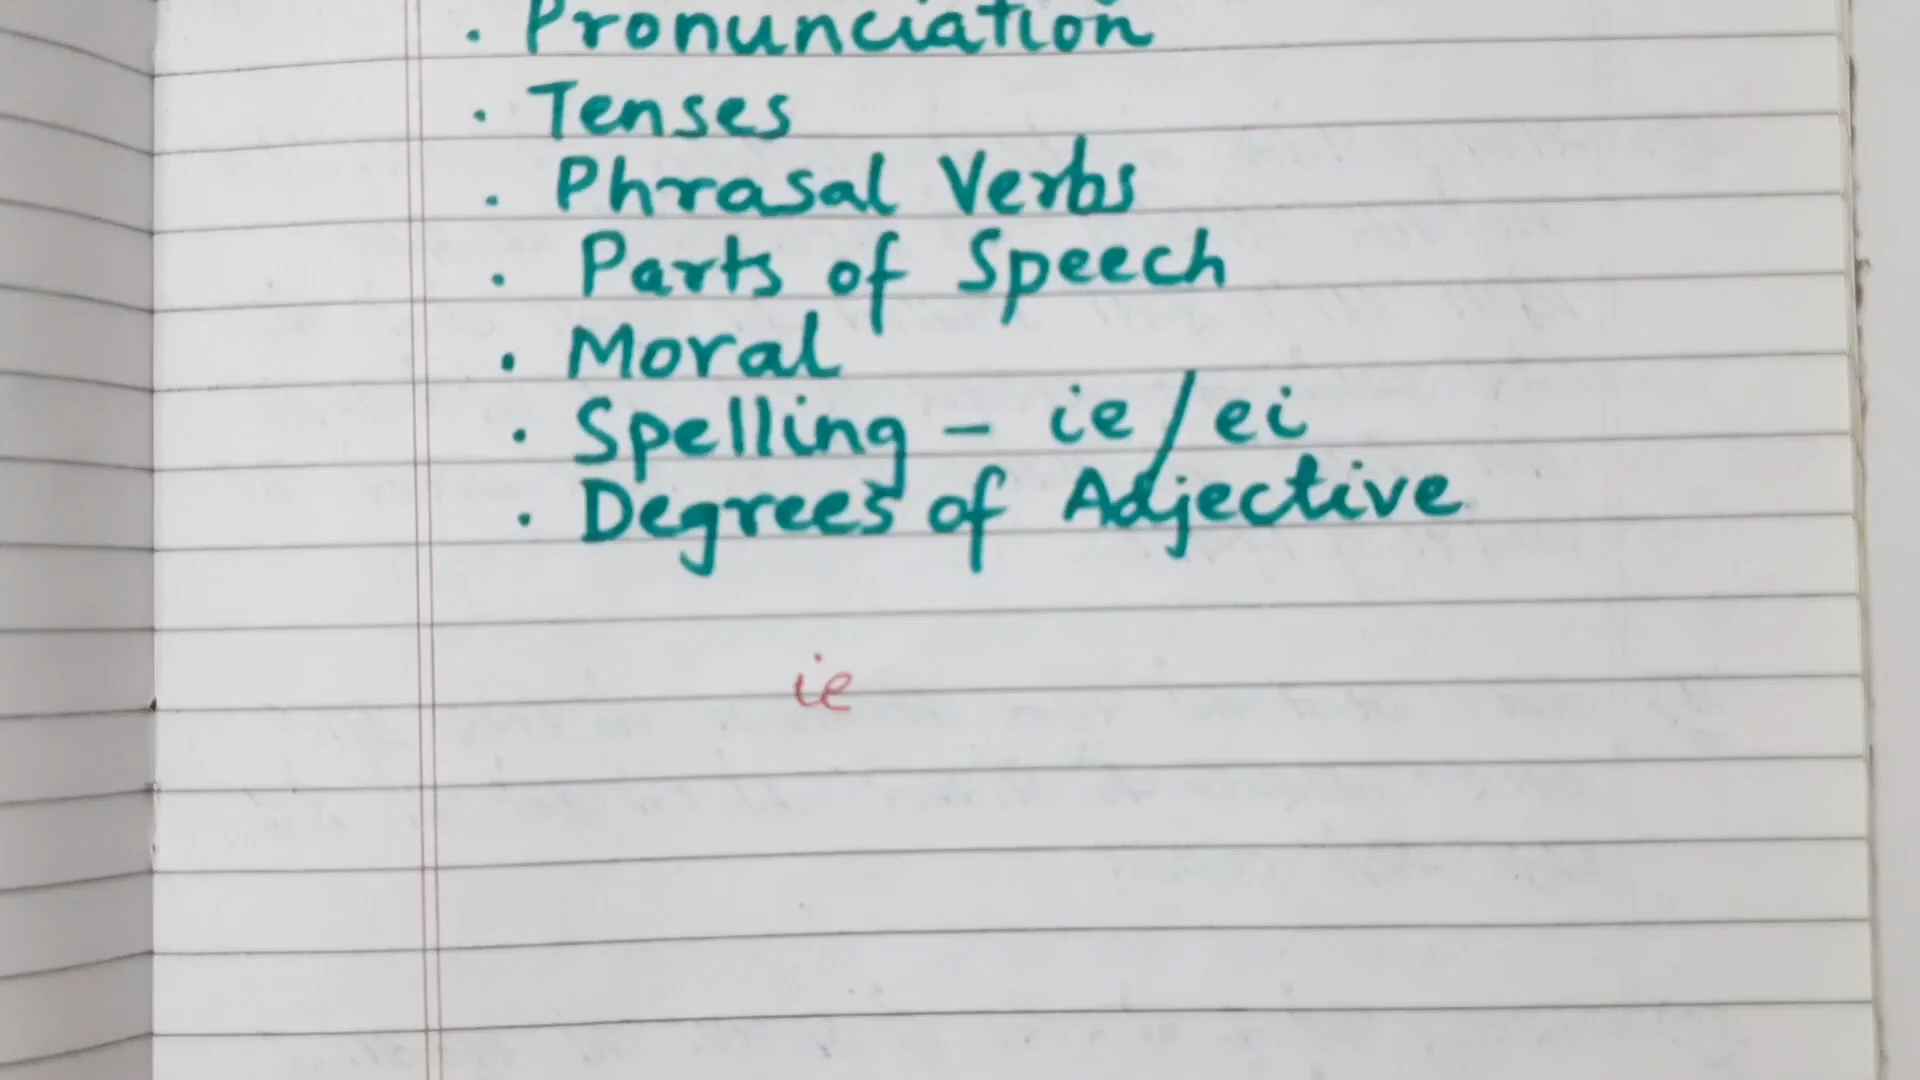 . Pronunciation
. Tenses
. Phrasal Verbs
. Parts of Speech
. Moral
. Spelling - ie/ei
. Degrees of Adjective
ie